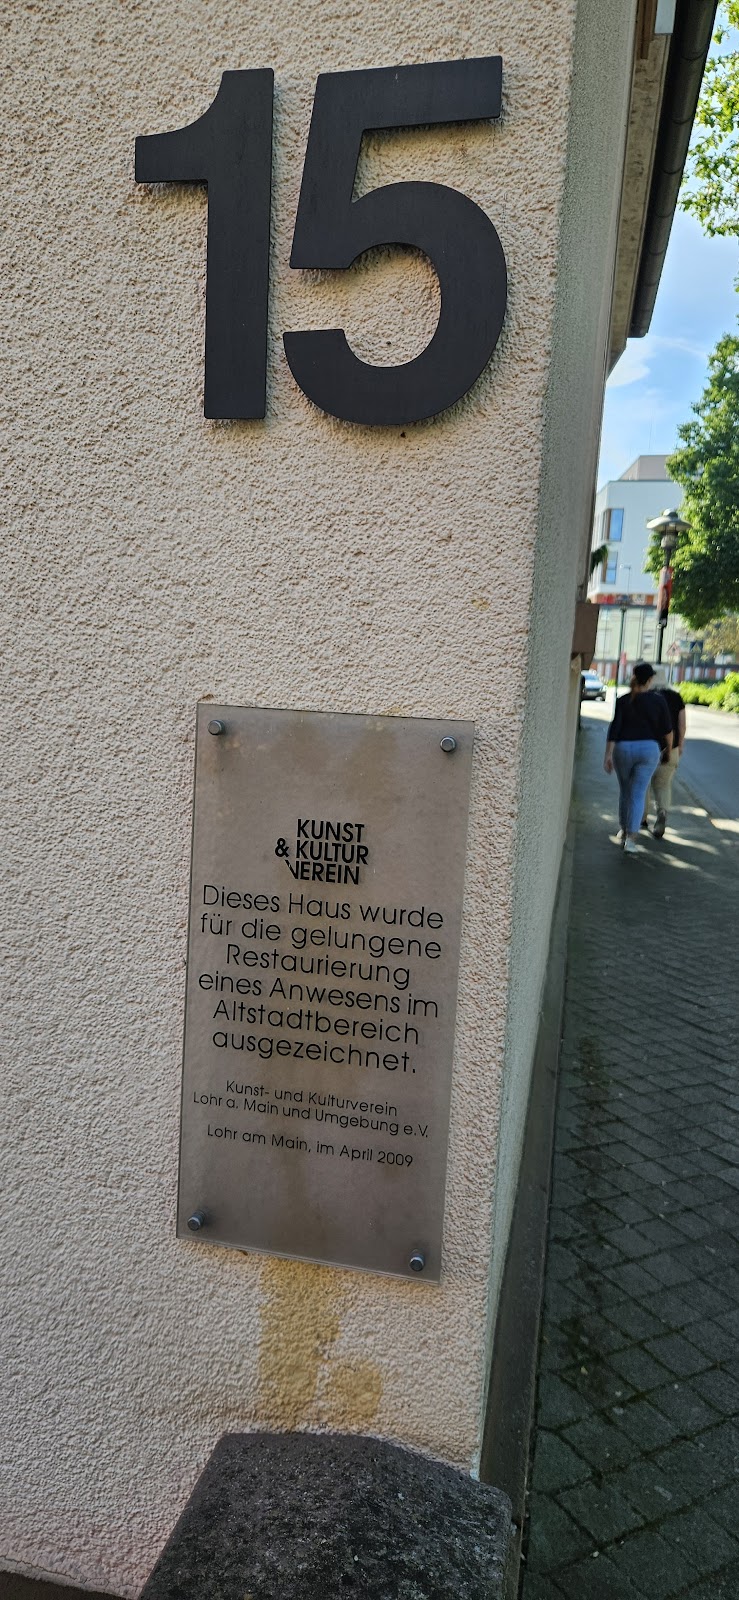 15
KUNST
& KULTUR
VEREIN
Dieses Haus wurde
für die gelungene
Restaurierung
eines Anwesens im
Altstadtbereich
ausgezeichnet.
Kunst- und Kulturverein
Lohr a. Main und Umgebung e.V.
Lohr am Main, im April 2009